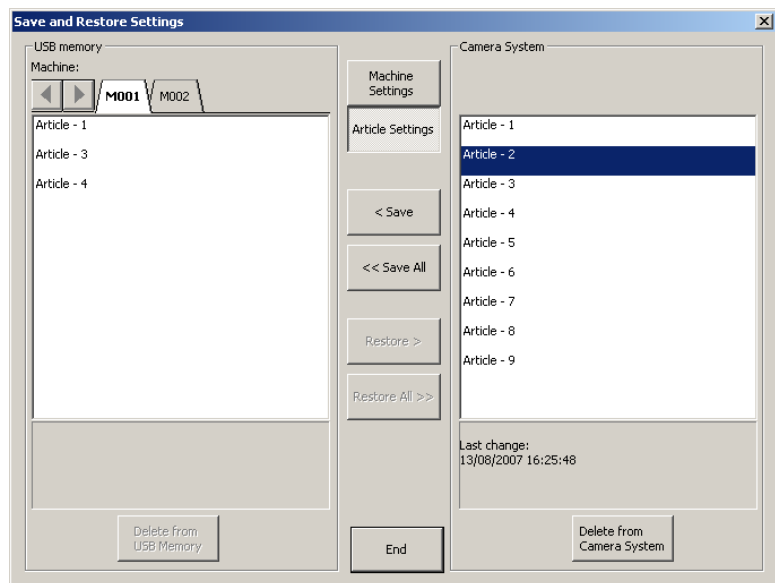 Save and Restore Settings
USB memory
Machine:
M001
M002
Article - 1
Article - 3
Article - 4
Delete from
USB Memory
Machine
Settings
Article Settings
< Save
<< Save All
Restore >
Restore All >>
End
Camera System
Article - 1
Article - 2
Article - 3
Article - 4
Article - 5
Article - 6
Article - 7
Article - 8
Article - 9
Last change:
13/08/2007 16:25:48
Delete from
Camera System